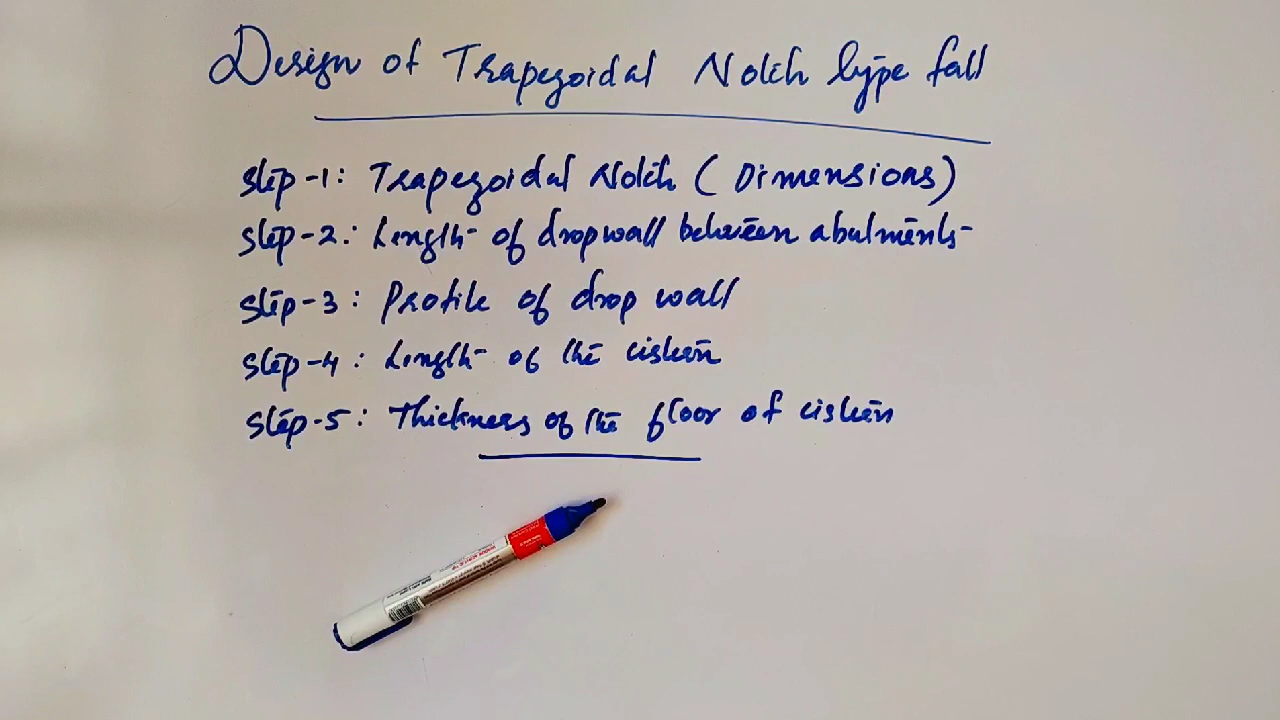 Design of Trapezoidal Notch type fall
Step-1: Trapezoidal Notch (Dimensions)
Step-2: Length of dropwall between abutments
Step-3: Profile of drop wall
Step-4: Length of the cistern
Step-5: Thickness of the floor of cistern